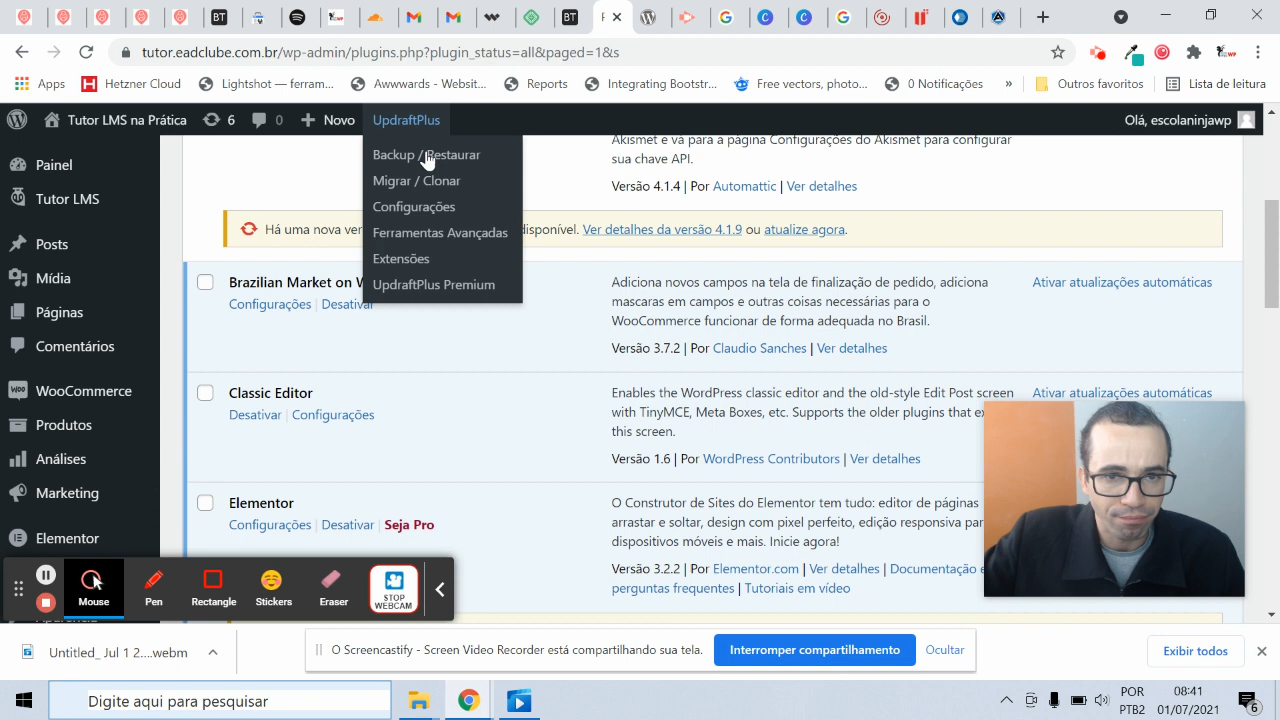 BT
BT
F
tutor.eadclube.com.br/wp-admin/plugins.php?plugin_status=all&paged=1&s
Apps
Hetzner Cloud
Lightshot — ferram...
Awwwards - Websit...
Reports
Integrating Bootstr...
Free vectors, photo...
0 Notificações
»
Outros favoritos
Lista de leitura
Tutor LMS na Prática
6
0
Novo
UpdraftPlus
Olá, escolaninjawp
Backup / Restaurar
Migrar / Clonar
Configurações
Ferramentas Avançadas
Extensões
UpdraftPlus Premium
Painel
Tutor LMS
Posts
Mídia
Páginas
Comentários
WooCommerce
Produtos
Análises
Marketing
Elementor
Akismet e vá para a página Configurações do Akismet para configurar
sua chave API.
Versão 4.1.4 | Por Automattic | Ver detalhes
Há uma nova ver disponível. Ver detalhes da versão 4.1.9 ou atualize agora.
Brazilian Market on W
Configurações | Desativar
Adiciona novos campos na tela de finalização de pedido, adiciona
mascaras em campos e outras coisas necessárias para o
WooCommerce funcionar de forma adequada no Brasil.
Versão 3.7.2 | Por Claudio Sanches | Ver detalhes
Ativar atualizações automáticas
Classic Editor
Desativar | Configurações
Enables the WordPress classic editor and the old-style Edit Post screen
with TinyMCE, Meta Boxes, etc. Supports the older plugins that ex
this screen.
Versão 1.6 | Por WordPress Contributors | Ver detalhes
Ativar atualizações automáticas
Elementor
Configurações | Desativar | Seja Pro
O Construtor de Sites do Elementor tem tudo: editor de páginas
arrastar e soltar, design com pixel perfeito, edição responsiva par
dispositivos móveis e mais. Inicie agora!
Versão 3.2.2 | Por Elementor.com | Ver detalhes | Documentação e
perguntas frequentes | Tutoriais em vídeo
Mouse
Pen
Rectangle
Stickers
Eraser
STOP
WEBCAM
Untitled_ Jul 1 2....webm
O Screencastify - Screen Video Recorder está compartilhando sua tela.
Interromper compartilhamento
Ocultar
Exibir todos
Digite aqui para pesquisar
POR
PTB2
08:41
01/07/2021
6